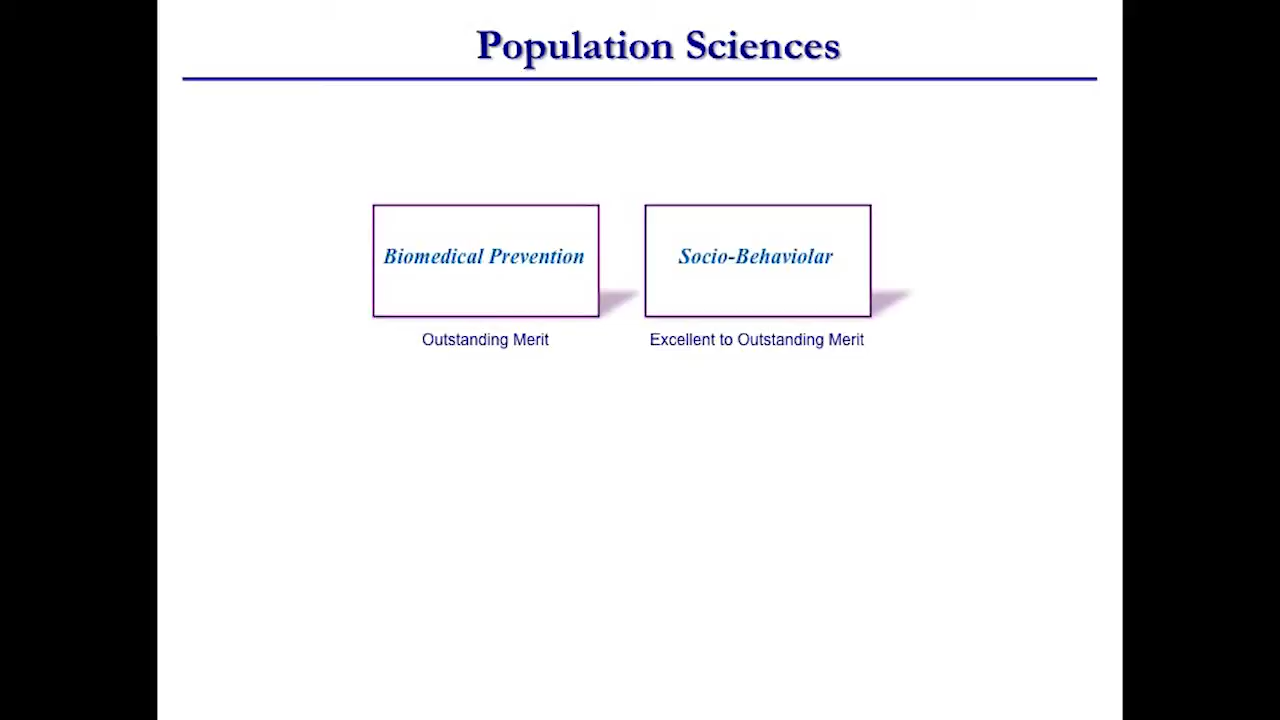 Population Sciences
Biomedical Prevention
Socio-Behaviolar
Outstanding Merit
Excellent to Outstanding Merit